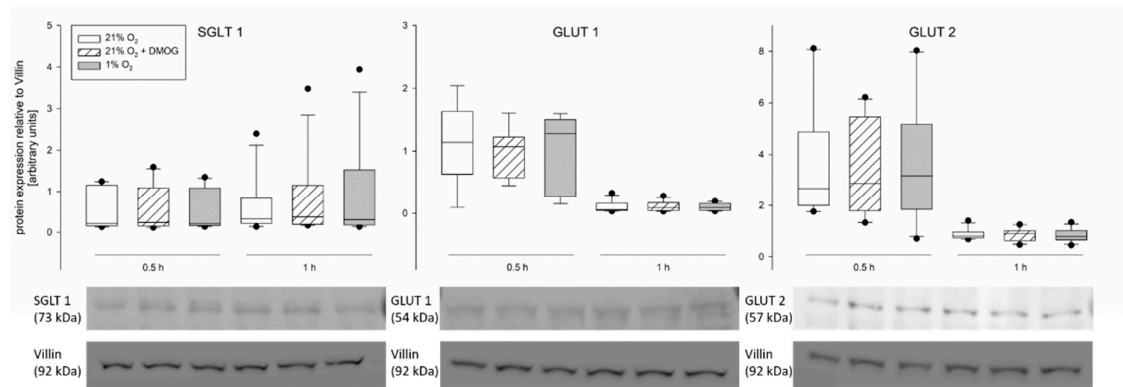 SGLT 1
GLUT 1
GLUT 2
21% O₂
21% O₂ + DMOG
1% O₂
protein expression relative to Villin
[arbitrary units]
5
4
3
2
1
0
0.5 h
1 h
3
2
1
0
0.5 h
1 h
8
6
4
2
0
0.5 h
1 h
SGLT 1
(73 kDa)
GLUT 1
(54 kDa)
GLUT 2
(57 kDa)
Villin
(92 kDa)
Villin
(92 kDa)
Villin
(92 kDa)